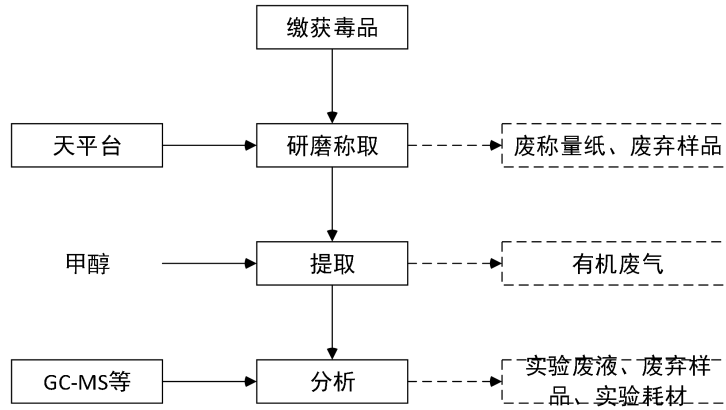 缴获毒品
天平台
研磨称取
废称量纸、废弃样品
甲醇
提取
有机废气
GC-MS等
分析
实验废液、废弃样
品、实验耗材